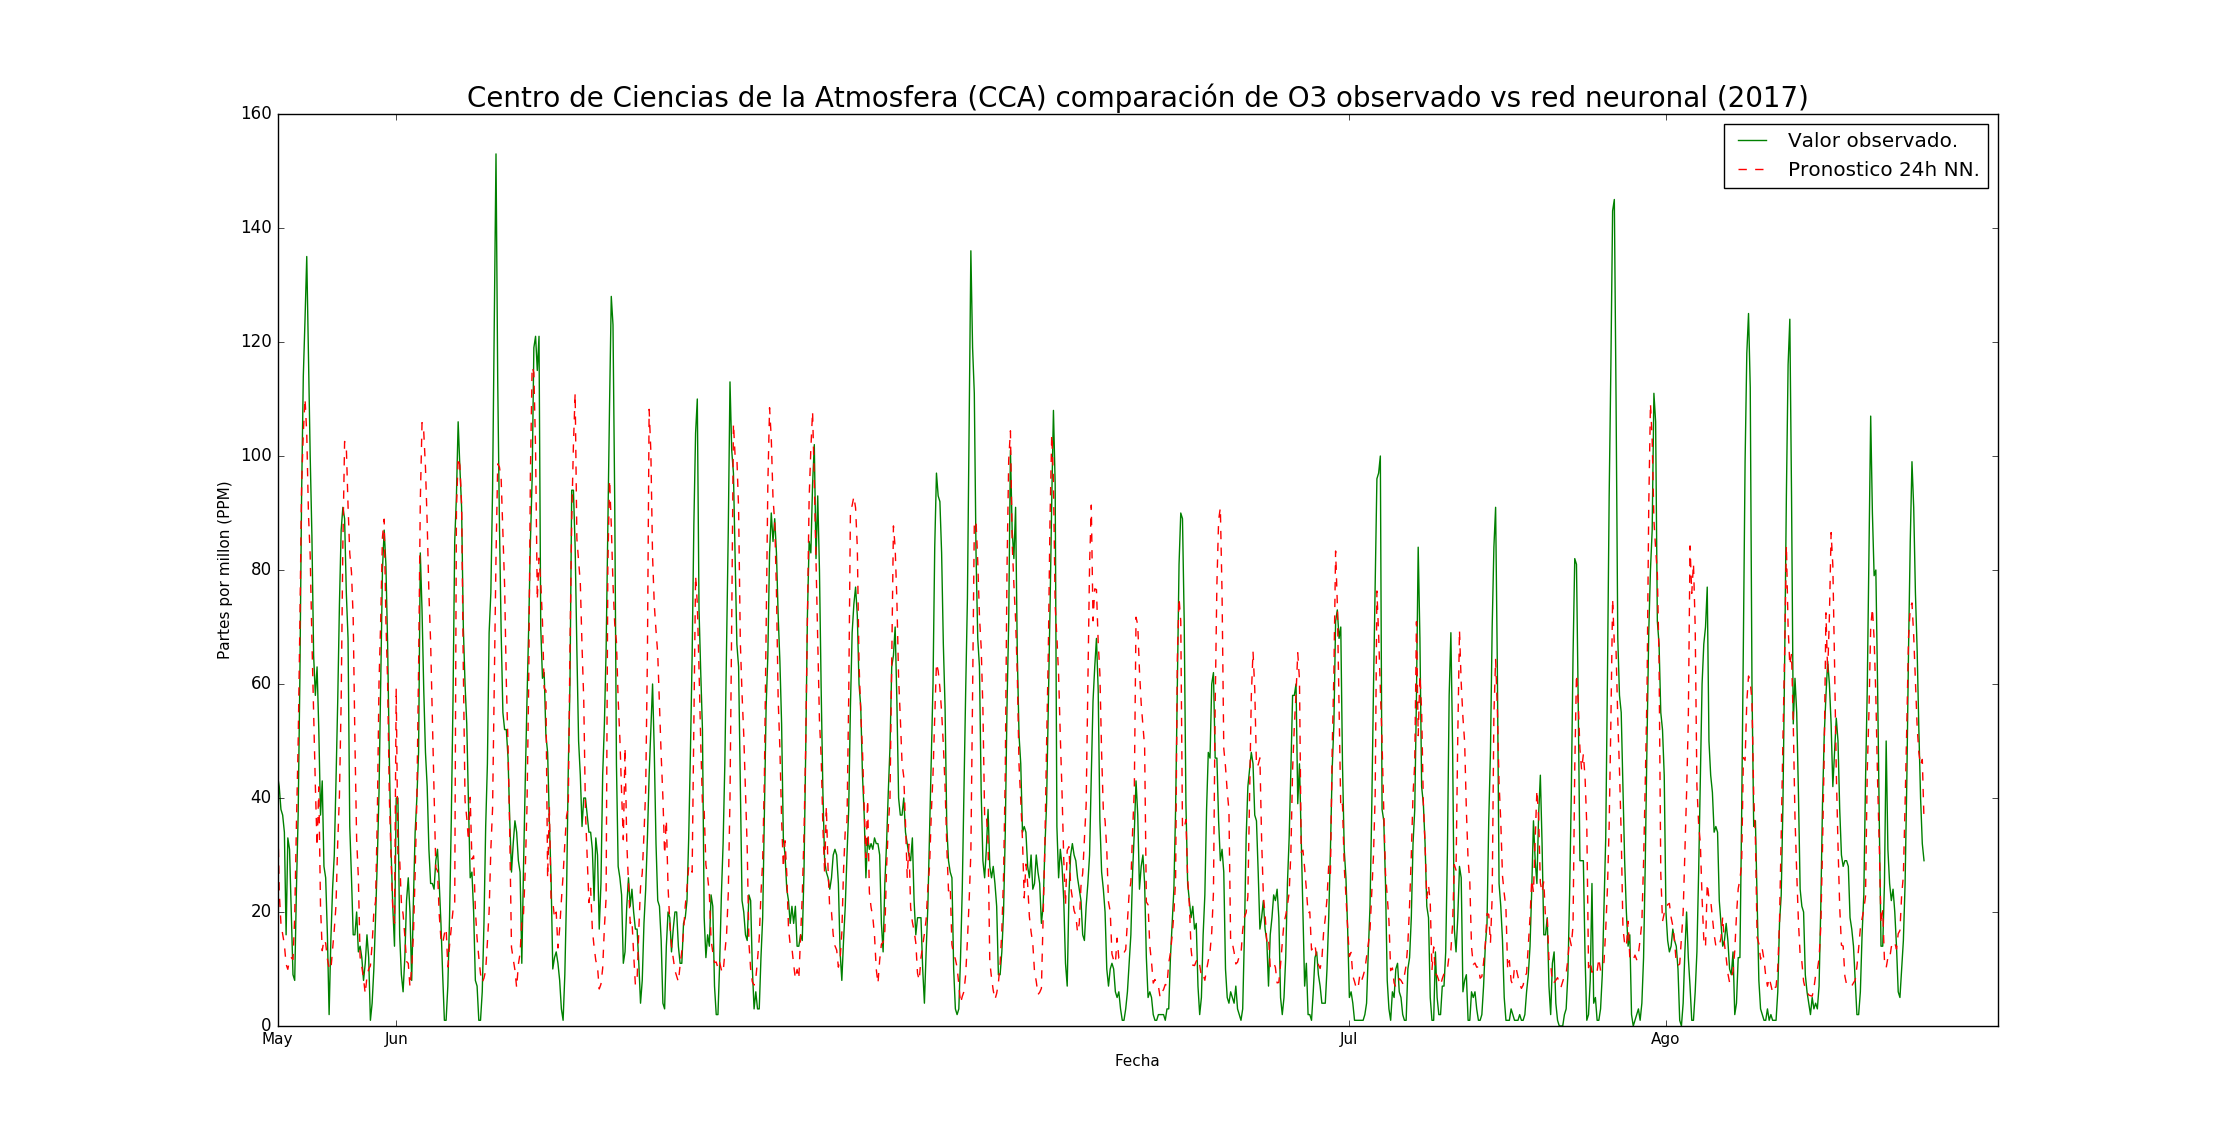 Centro de Ciencias de la Atmosfera (CCA) comparación de O3 observado vs red neuronal (2017)
Valor observado.
Pronostico 24h NN.
160
140
120
100
80
60
40
20
0
Partes por millon (PPM)
May
Jun
Jul
Ago
Fecha